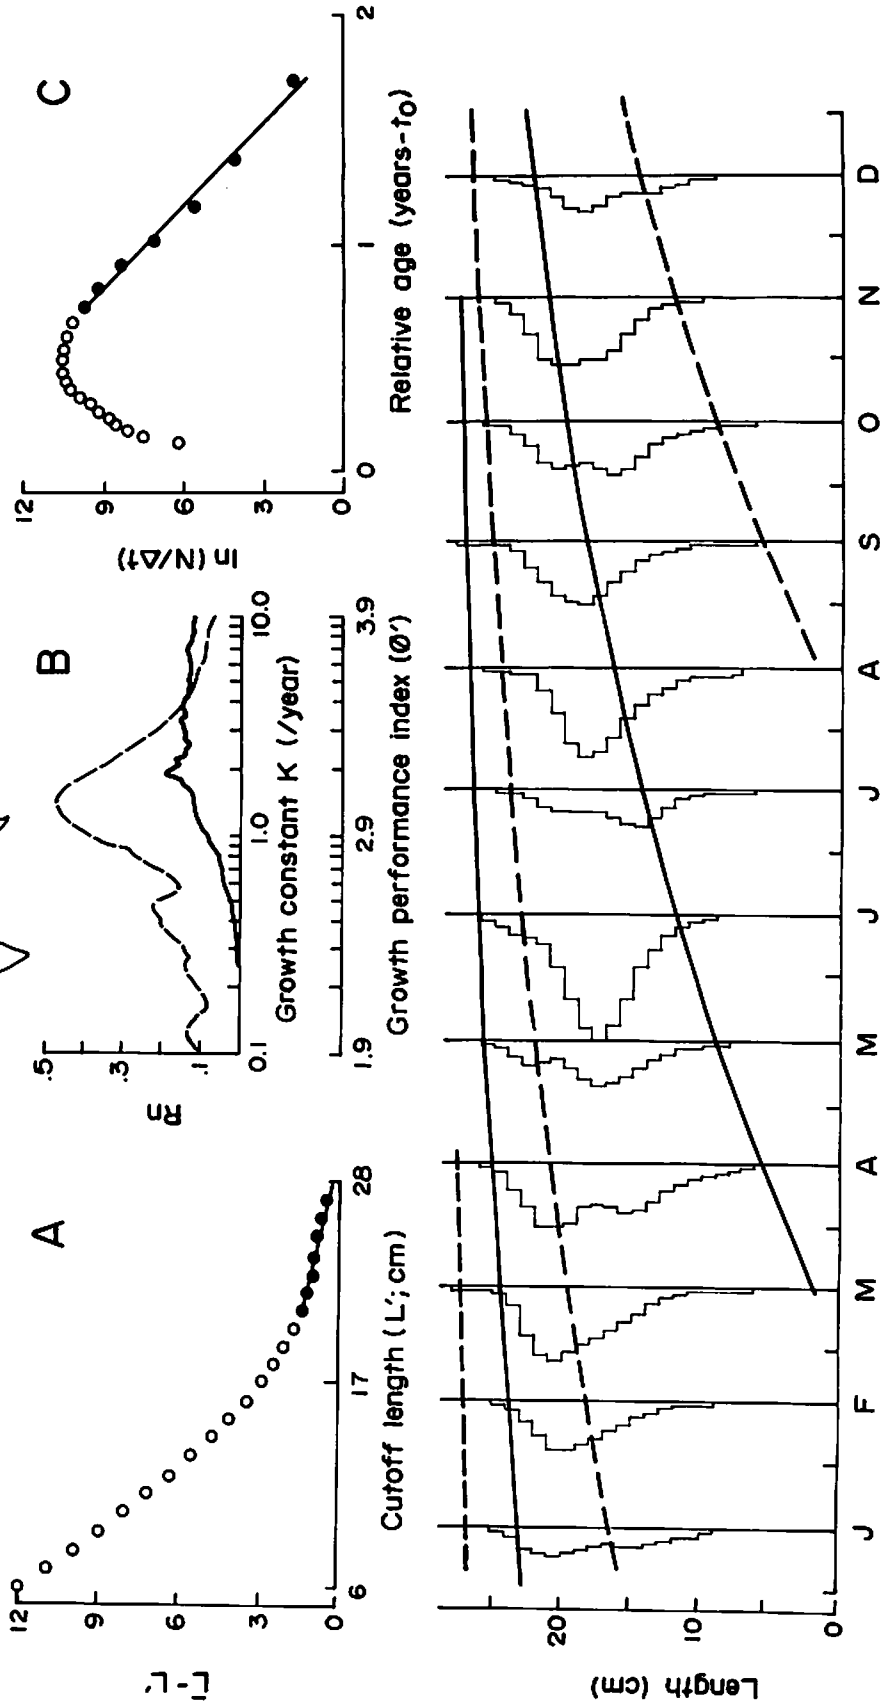 A
12
9
6
3
0
L̄-L'
6
17
28
Cutoff length (L'; cm)
B
.5
.3
.1
Rn
0.1
1.0
10.0
Growth constant K (/year)
1.9
2.9
3.9
Growth performance index (Ø')
C
12
9
6
3
0
ln (N/Δt)
0
1
2
Relative age (years-to)
20
10
0
Length (cm)
J F M A M J J A S O N D